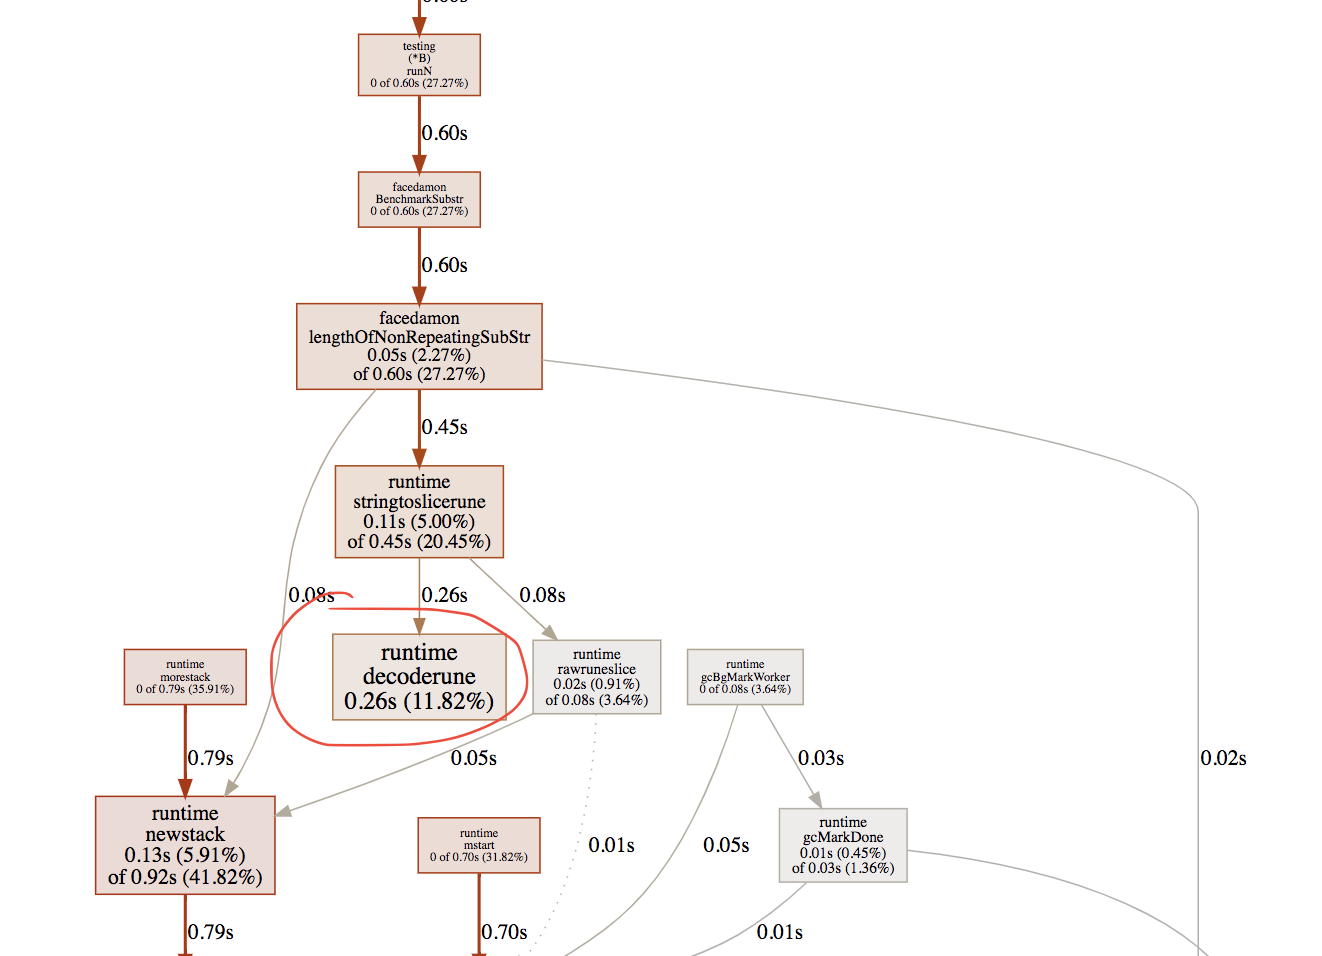 testing
(*B)
runN
0 of 0.60s (27.27%)
0.60s
facedamon
BenchmarkSubstr
0 of 0.60s (27.27%)
0.60s
facedamon
lengthOfNonRepeatingSubStr
0.05s (2.27%)
of 0.60s (27.27%)
0.45s
runtime
stringtoslicerune
0.11s (5.00%)
of 0.45s (20.45%)
0.08s
0.26s
0.08s
runtime
decoderune
0.26s (11.82%)
runtime
rawruneslice
0.02s (0.91%)
of 0.08s (3.64%)
runtime
morestack
0 of 0.79s (35.91%)
runtime
gcBgMarkWorker
0 of 0.08s (3.64%)
0.79s
0.05s
0.03s
0.02s
runtime
newstack
0.13s (5.91%)
of 0.92s (41.82%)
runtime
mstart
0 of 0.70s (31.82%)
0.01s
0.05s
runtime
gcMarkDone
0.01s (0.45%)
of 0.03s (1.36%)
0.79s
0.70s
0.01s